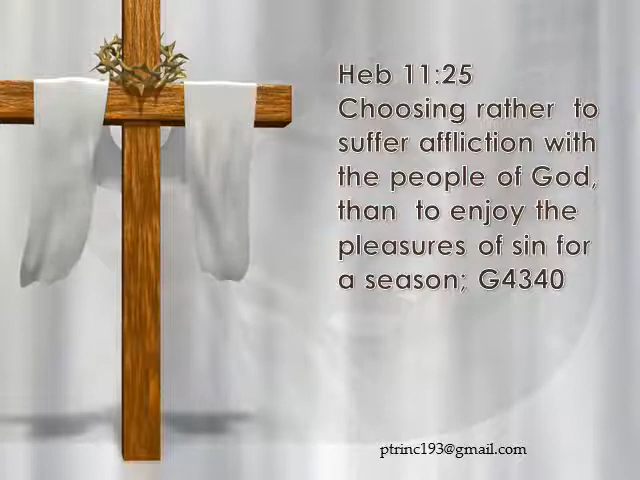 Heb 11:25
Choosing rather to
suffer affliction with
the people of God,
than to enjoy the
pleasures of sin for
a season; G4340
ptrinc193@gmail.com